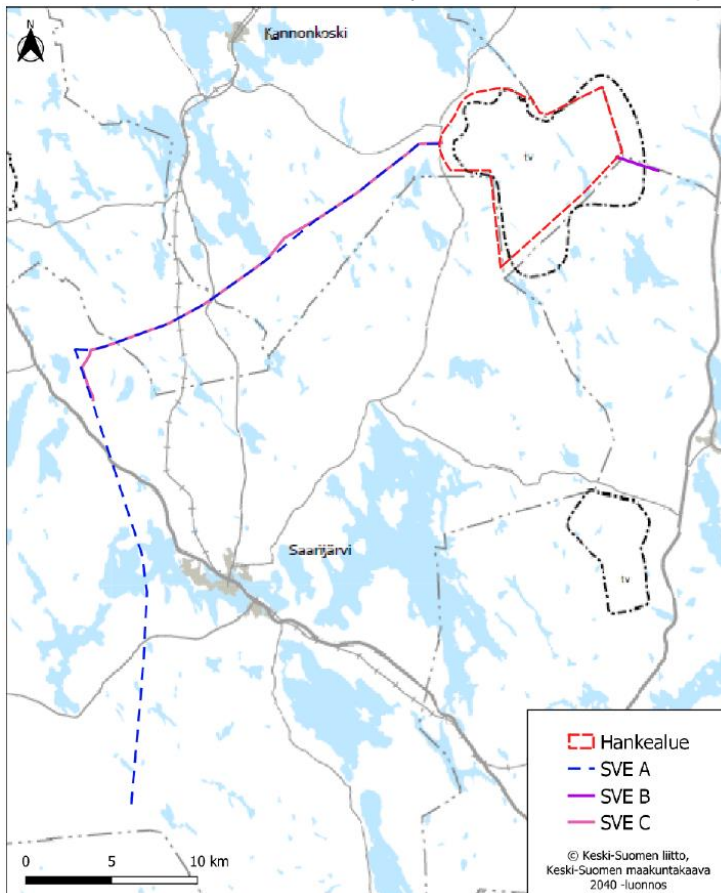 N
Kannonkoski
tv
Saarijärvi
tv
Hankealue
SVE A
SVE B
SVE C
© Keski-Suomen liitto,
Keski-Suomen maakuntakaava
2040 -luonnos
0 5 10 km